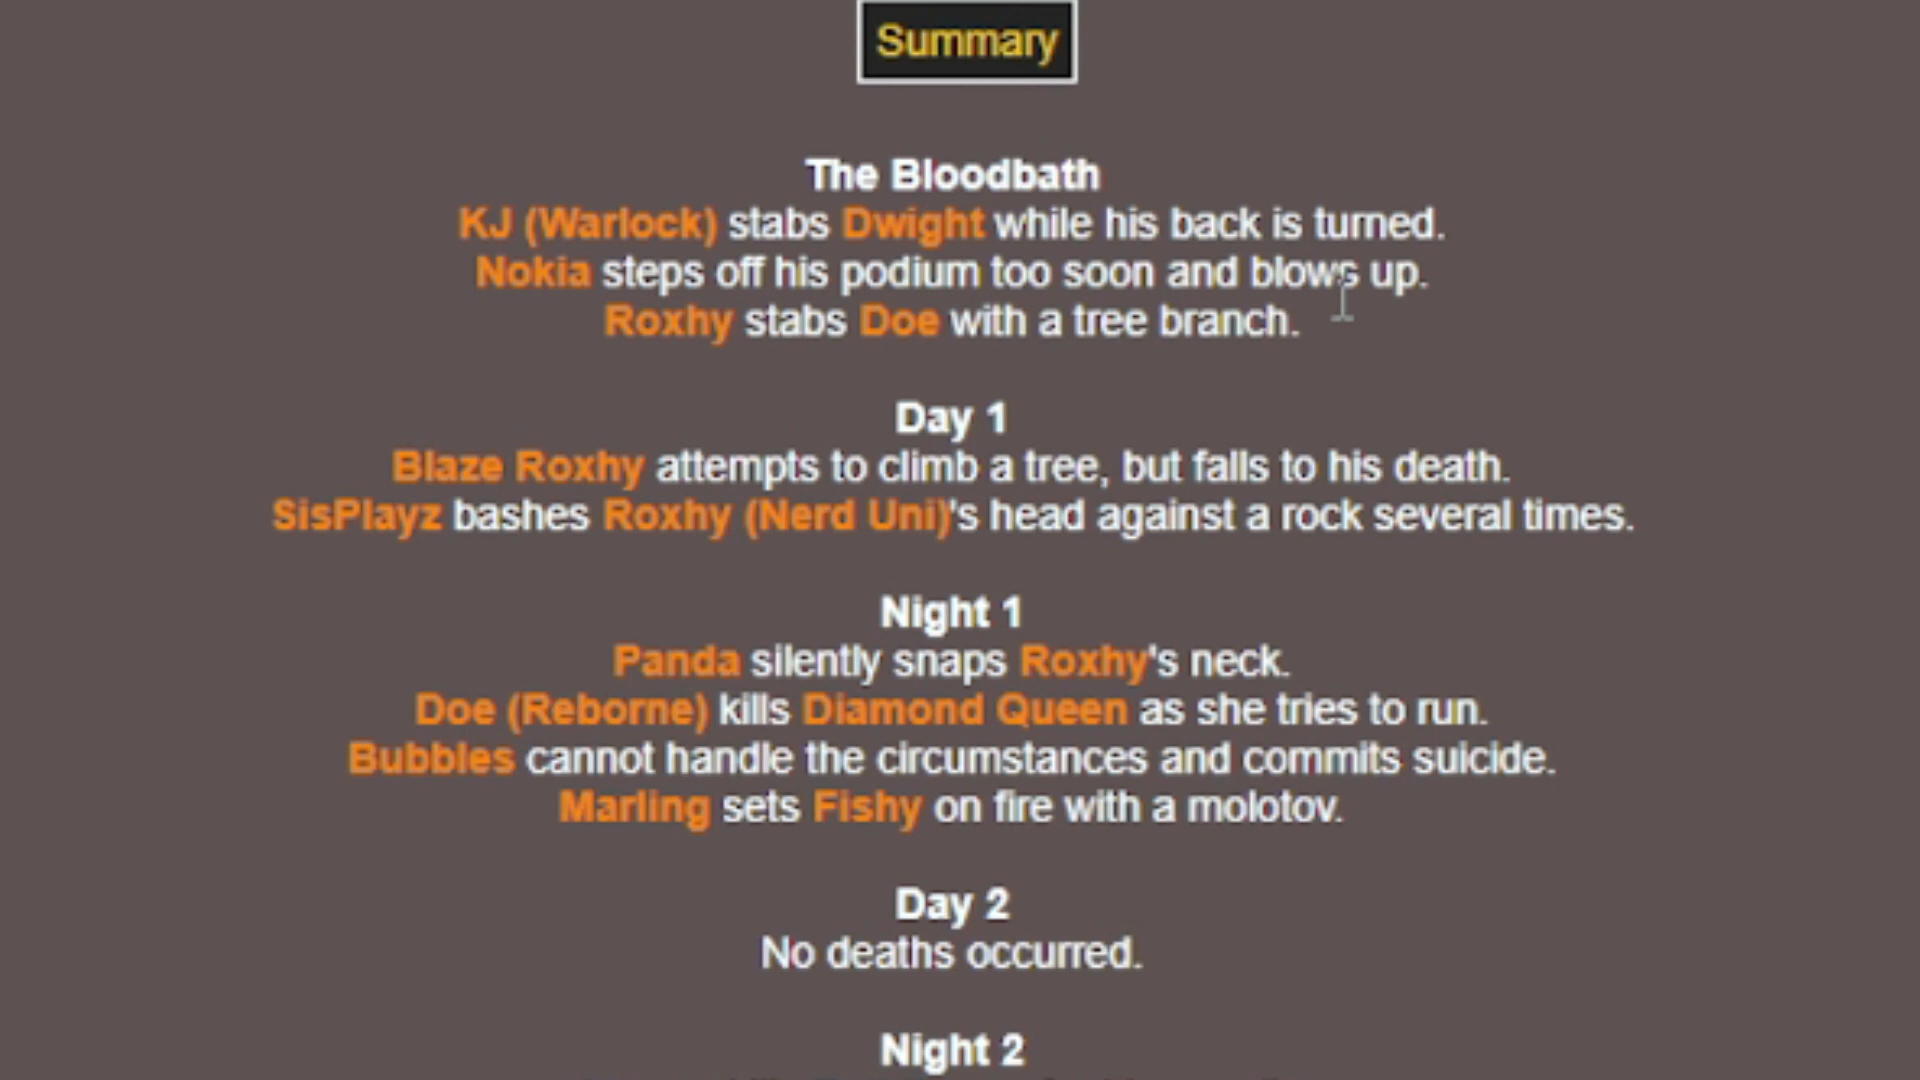 Summary
The Bloodbath
KJ (Warlock) stabs Dwight while his back is turned.
Nokia steps off his podium too soon and blows up.
Roxhy stabs Doe with a tree branch.
Day 1
Blaze Roxhy attempts to climb a tree, but falls to his death.
SisPlayz bashes Roxhy (Nerd Uni)'s head against a rock several times.
Night 1
Panda silently snaps Roxhy's neck.
Doe (Reborne) kills Diamond Queen as she tries to run.
Bubbles cannot handle the circumstances and commits suicide.
Marling sets Fishy on fire with a molotov.
Day 2
No deaths occurred.
Night 2